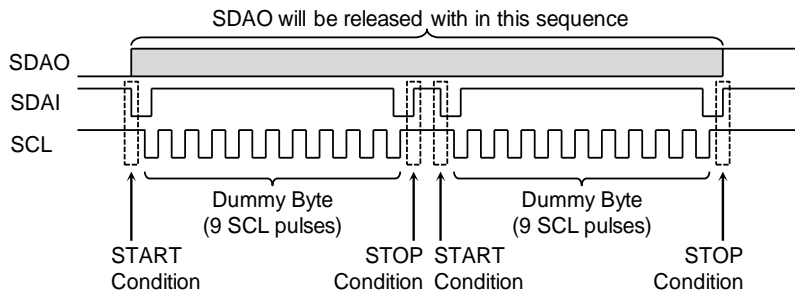 SDAO will be released with in this sequence
SDAO
SDAI
SCL
Dummy Byte
(9 SCL pulses)
Dummy Byte
(9 SCL pulses)
START
Condition
STOP
Condition
START
Condition
STOP
Condition